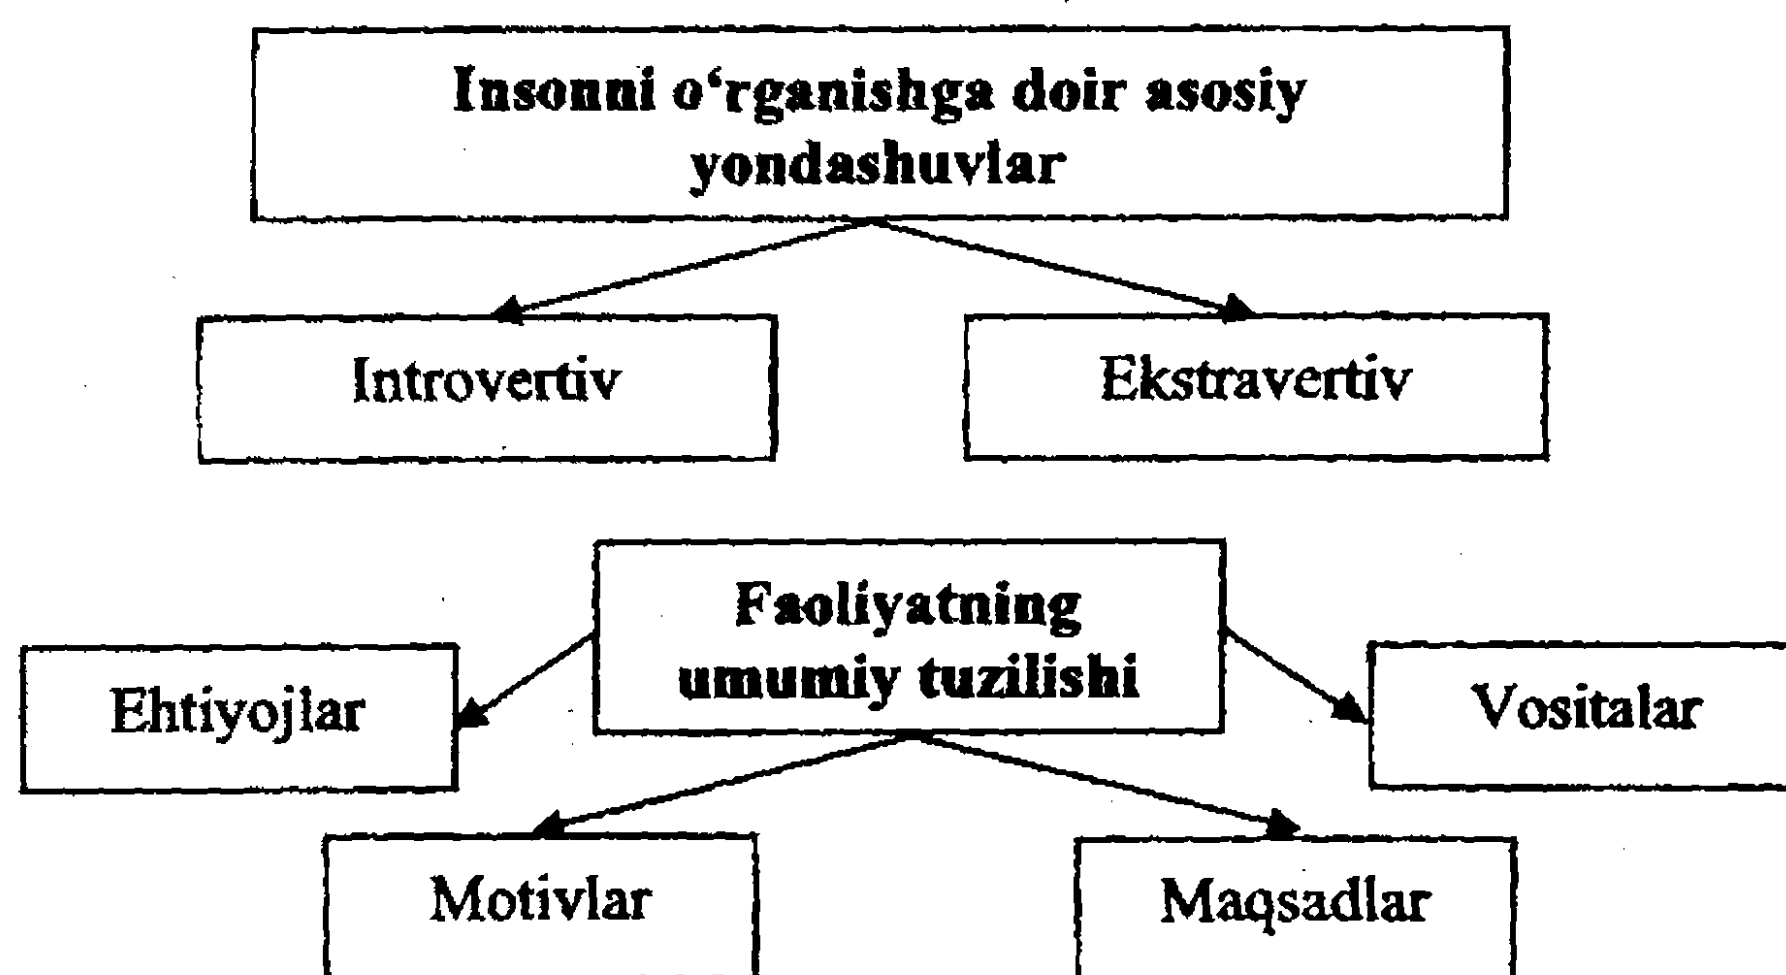 Insonni o‘rganishga doir asosiy
yondashuvlar
Introvertiv
Ekstravertiv
Faoliyatning
umumiy tuzilishi
Ehtiyojlar
Vositalar
Motivlar
Maqsadlar